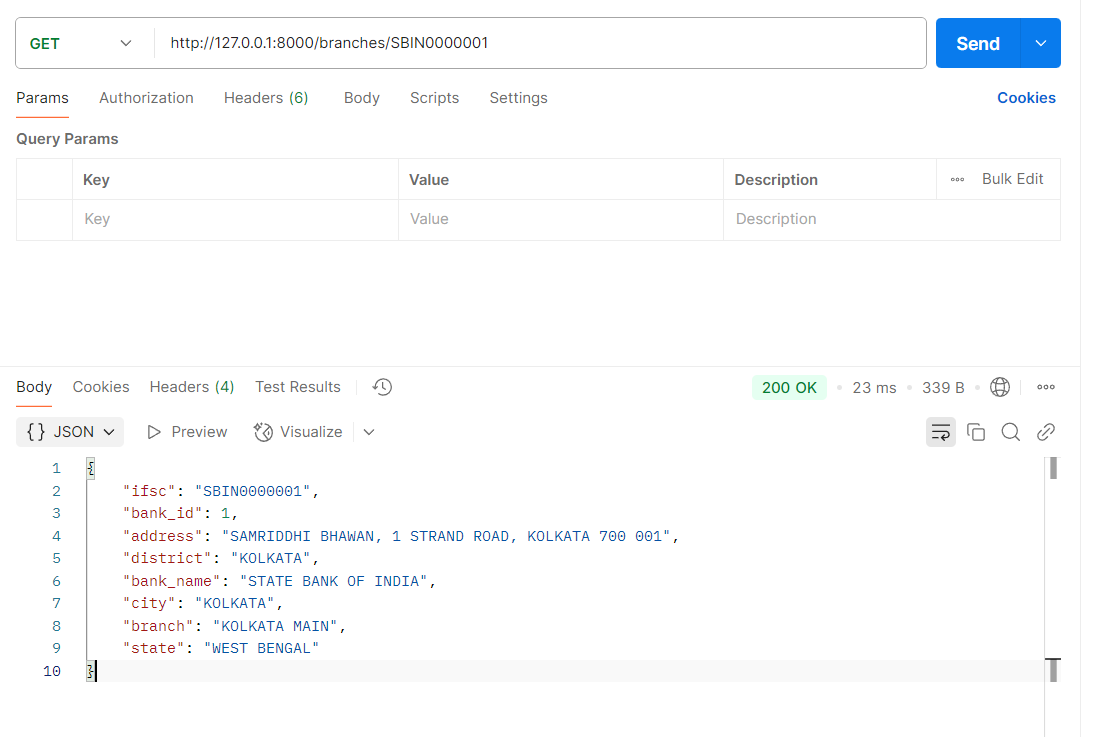 GET http://127.0.0.1:8000/branches/SBIN0000001 Send
Params Authorization Headers (6) Body Scripts Settings Cookies
Query Params
Key Value Description Bulk Edit
Key Value Description
Body Cookies Headers (4) Test Results 200 OK 23 ms 339 B
{} JSON Preview Visualize
1 {
2 "ifsc": "SBIN0000001",
3 "bank_id": 1,
4 "address": "SAMRIDDHI BHAWAN, 1 STRAND ROAD, KOLKATA 700 001",
5 "district": "KOLKATA",
6 "bank_name": "STATE BANK OF INDIA",
7 "city": "KOLKATA",
8 "branch": "KOLKATA MAIN",
9 "state": "WEST BENGAL"
10 }